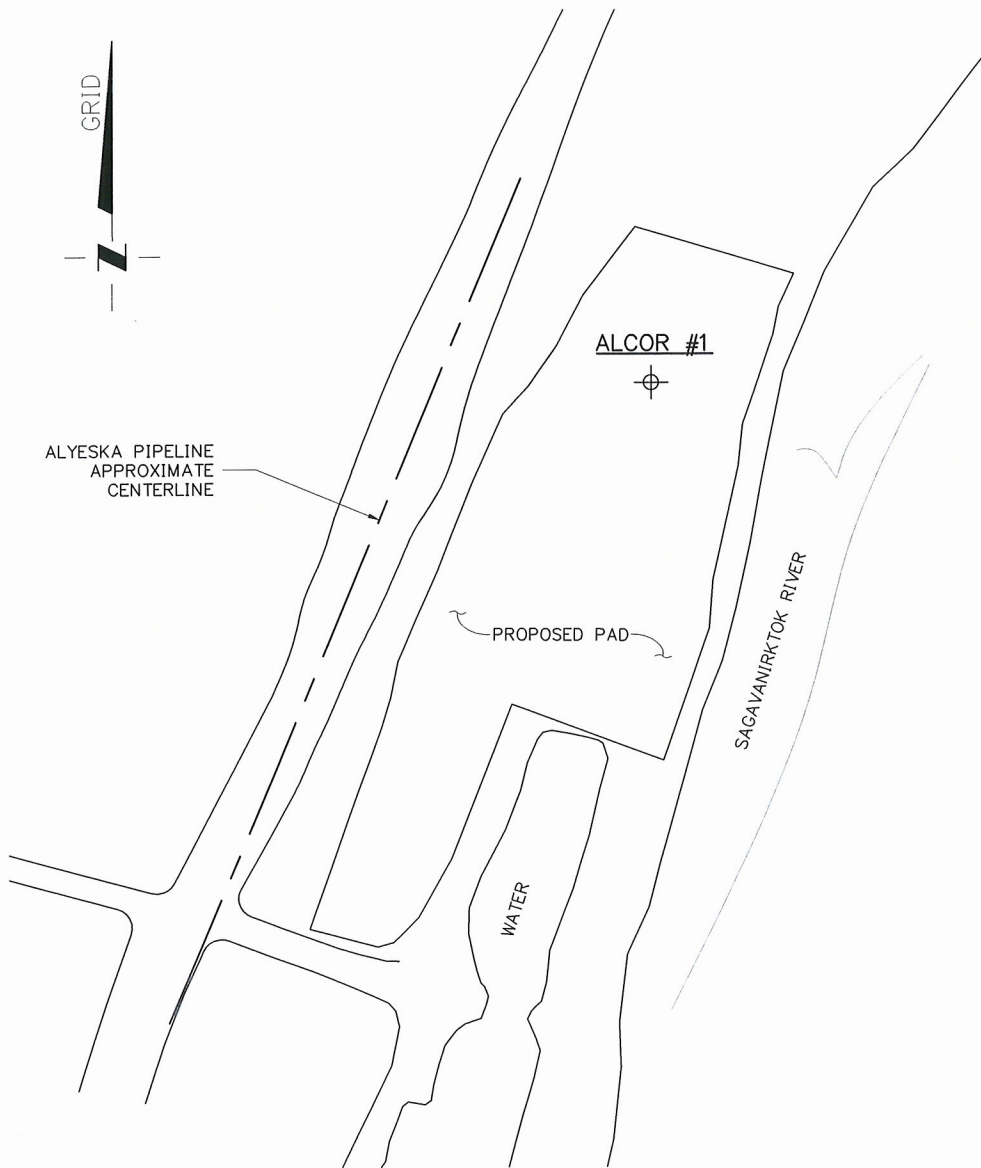 GRID
N
ALCOR #1
ALYESKA PIPELINE
APPROXIMATE
CENTERLINE
PROPOSED PAD
SAGAVANIRKTOK RIVER
WATER